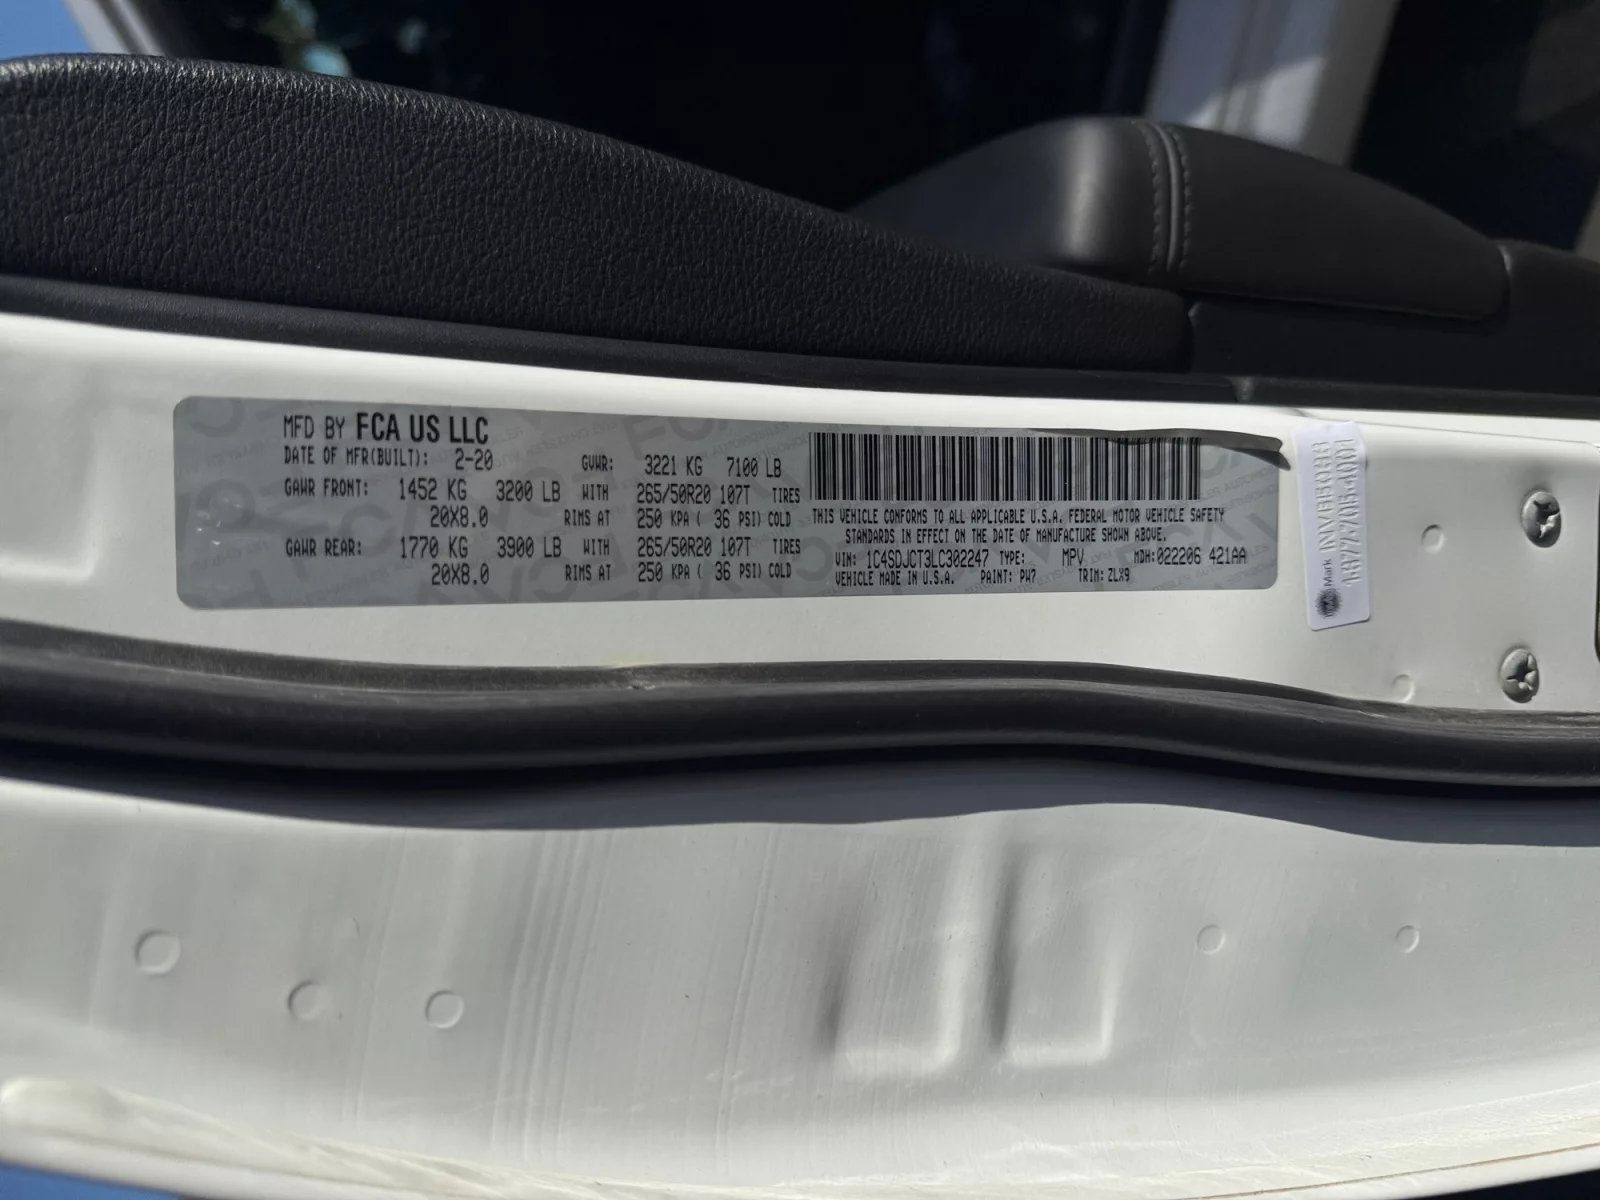 MFD BY FCA US LLC
DATE OF MFR(BUILT): 2-20 GVWR: 3221 KG 7100 LB
GAWR FRONT: 1452 KG 3200 LB WITH 265/50R20 107T TIRES
20X8.0 RIMS AT 250 KPA ( 36 PSI) COLD
GAWR REAR: 1770 KG 3900 LB WITH 265/50R20 107T TIRES
20X8.0 RIMS AT 250 KPA ( 36 PSI) COLD
THIS VEHICLE CONFORMS TO ALL APPLICABLE U.S.A. FEDERAL MOTOR VEHICLE SAFETY
STANDARDS IN EFFECT ON THE DATE OF MANUFACTURE SHOWN ABOVE.
VIN: 1C4SDJCT3LC302247 TYPE: MPV MDH: 022206 421AA
VEHICLE MADE IN U.S.A. PAINT: PW7 TRIM: ZLX9
Mark